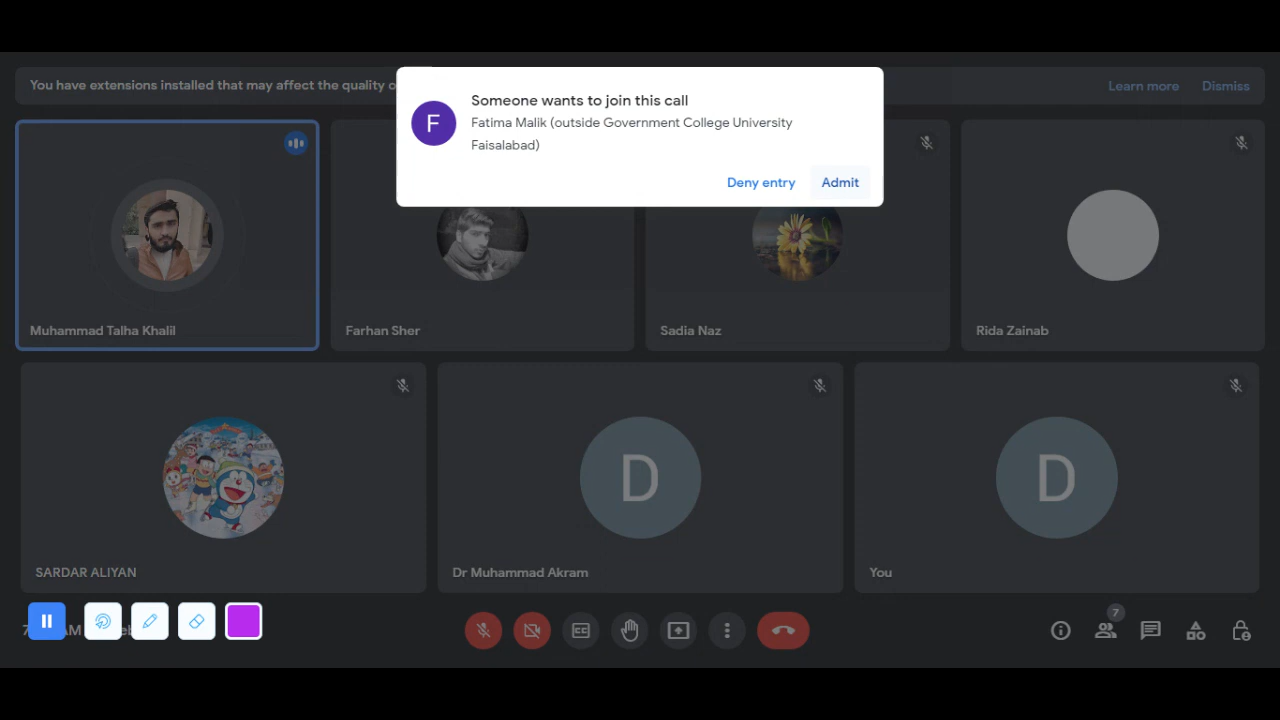 You have extensions installed that may affect the quality o
Learn more
Dismiss
Someone wants to join this call
F
Fatima Malik (outside Government College University
Faisalabad)
Deny entry
Admit
Muhammad Talha Khalil
Farhan Sher
Sadia Naz
Rida Zainab
D
D
SARDAR ALIYAN
Dr Muhammad Akram
You
7